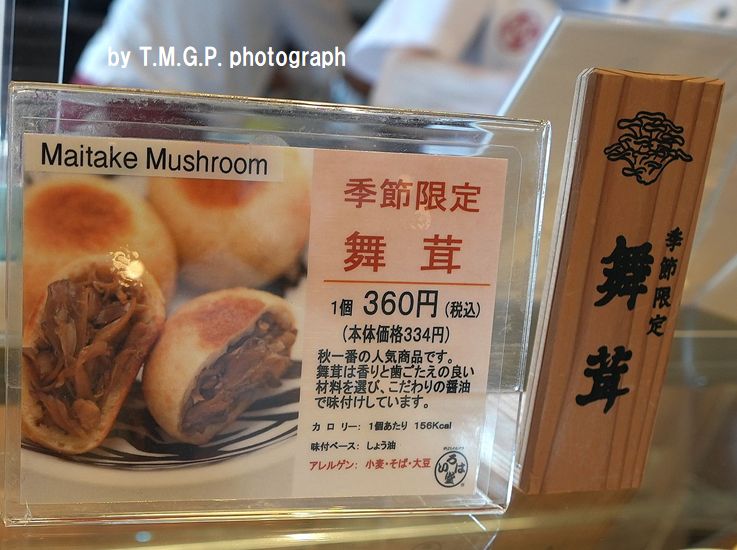 by T.M.G.P. photograph
Maitake Mushroom
季節限定
舞茸
1個 360円(税込)
(本体価格334円)
秋一番の人気商品です。
舞茸は香りと歯ごたえの良い
材料を選び、こだわりの醤油
で味付けしています。
カロリー：1個あたり 156Kcal
味付ベース：しょう油
アレルゲン：小麦・そば・大豆
いろは堂
季節限定
舞茸